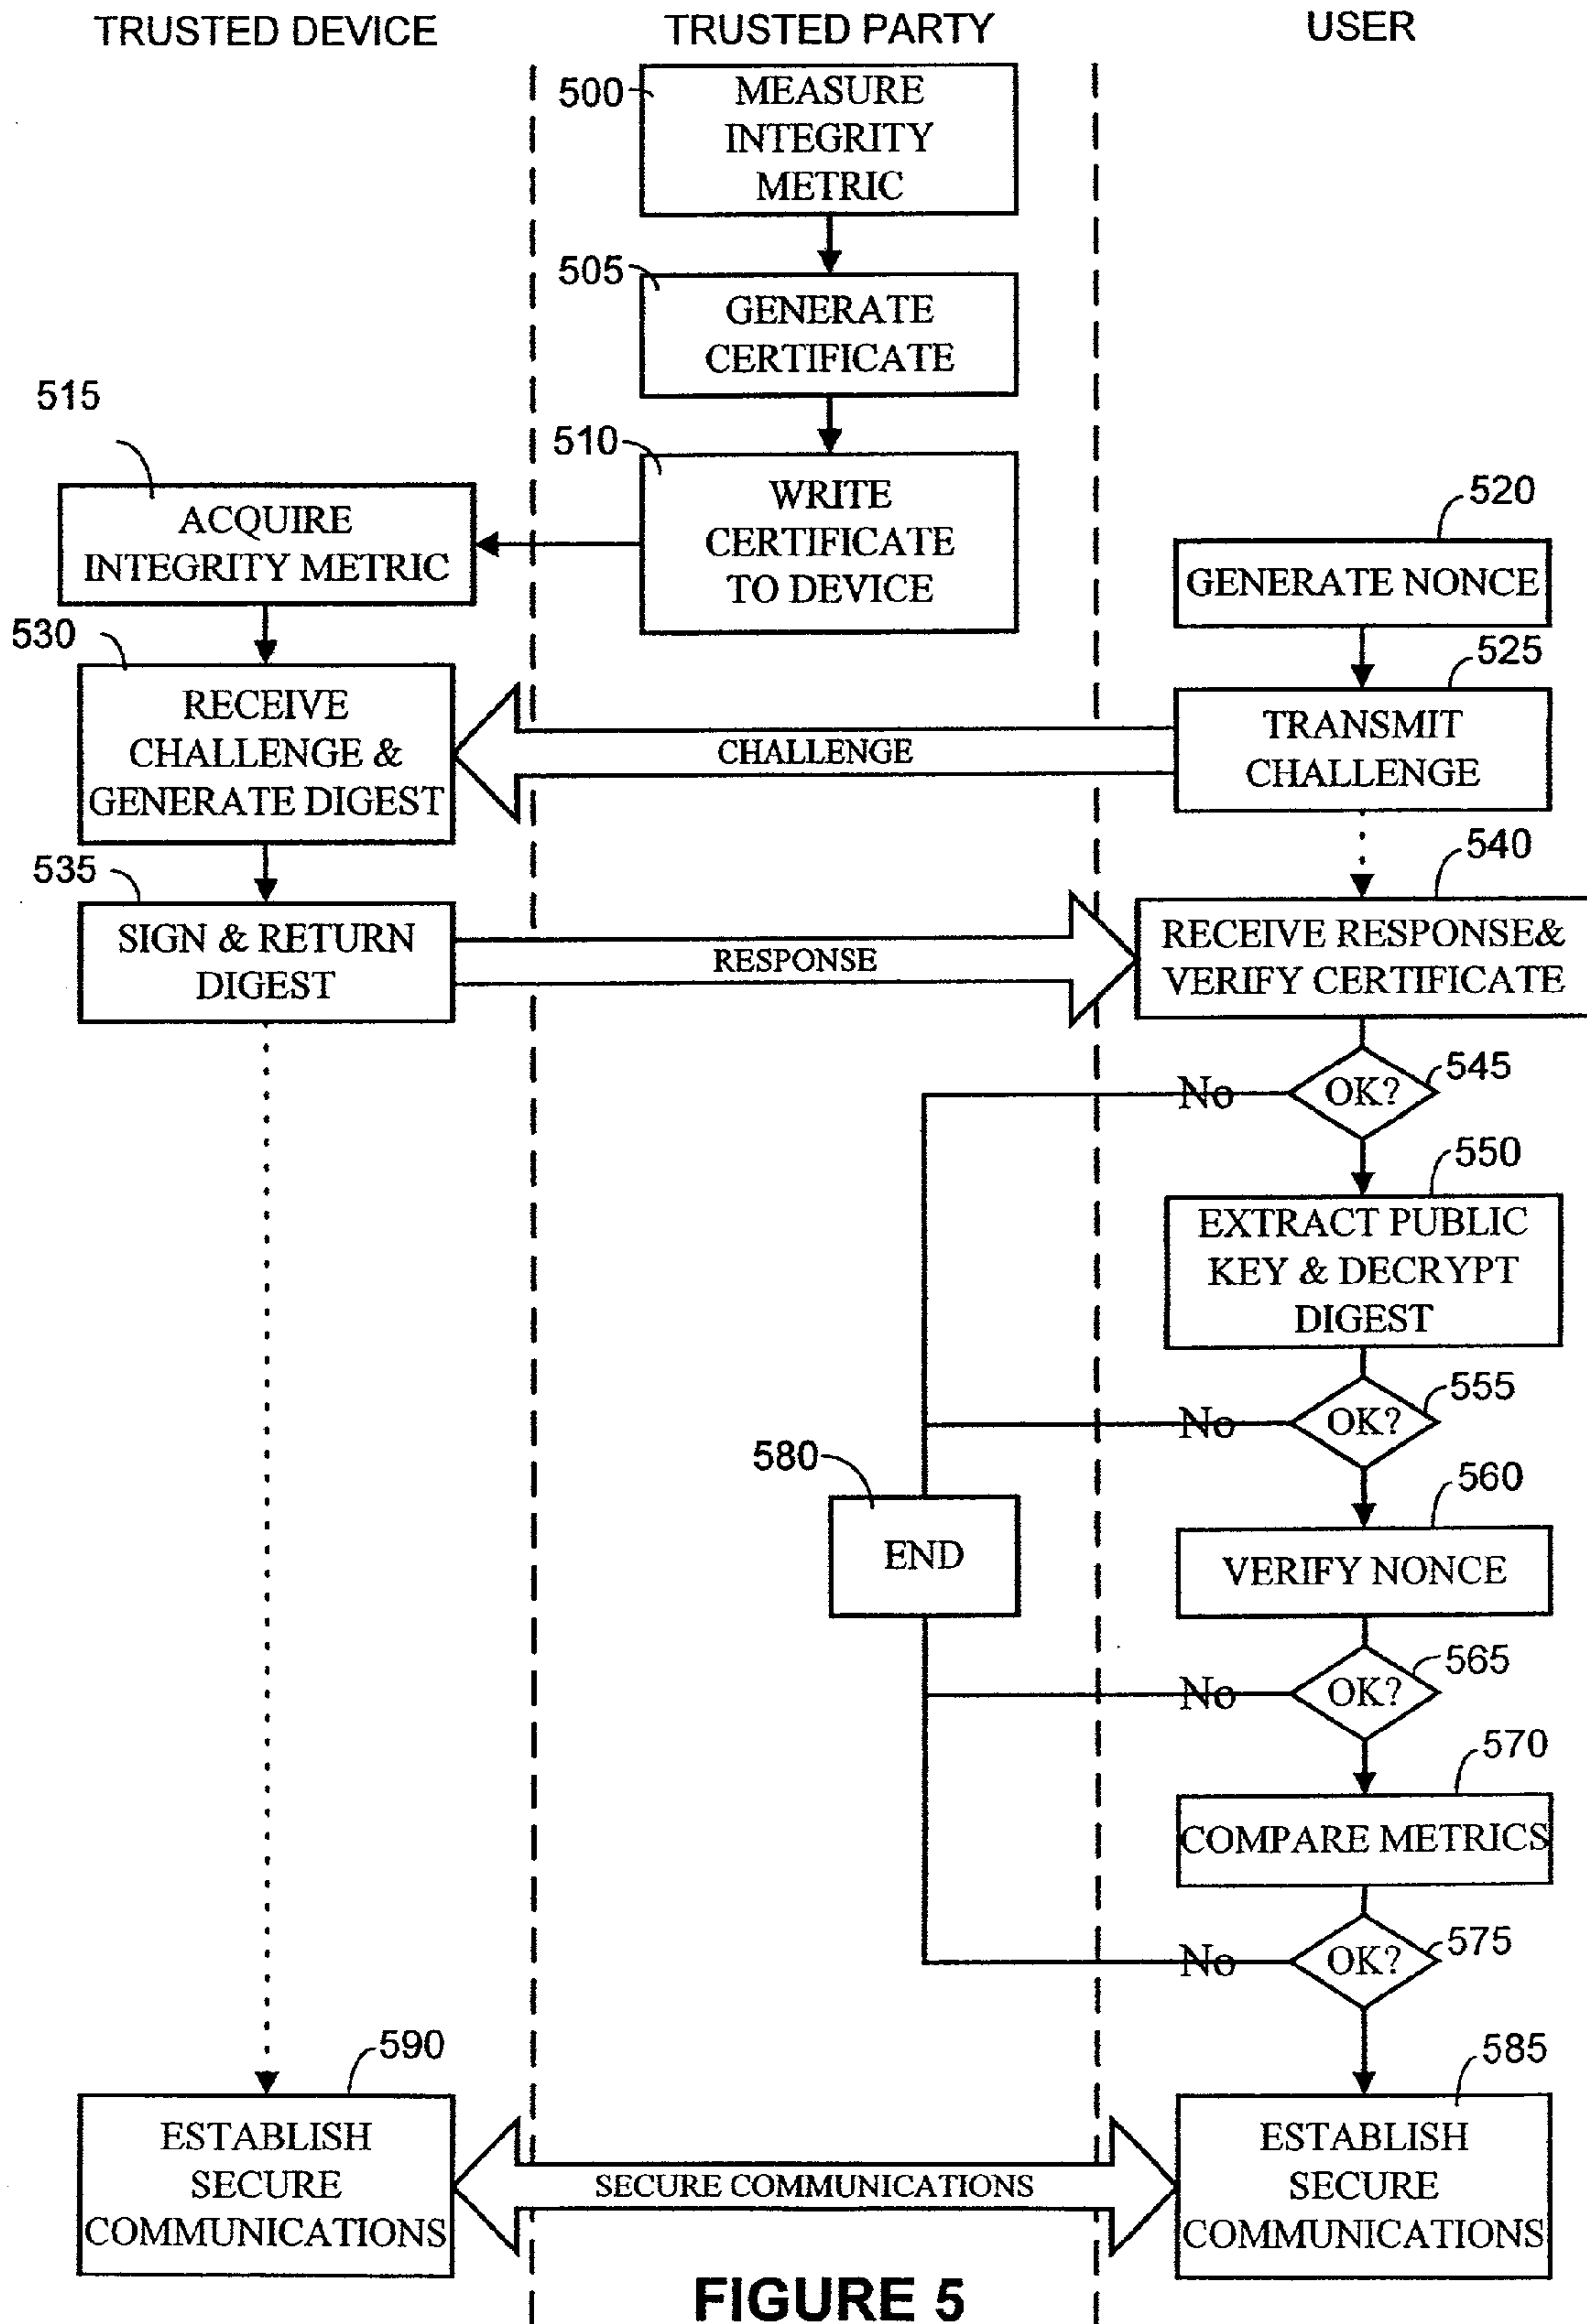 TRUSTED DEVICE
TRUSTED PARTY
USER
500
MEASURE
INTEGRITY
METRIC
505
GENERATE
CERTIFICATE
510
WRITE
CERTIFICATE
TO DEVICE
515
ACQUIRE
INTEGRITY METRIC
520
GENERATE NONCE
525
TRANSMIT
CHALLENGE
CHALLENGE
530
RECEIVE
CHALLENGE &
GENERATE DIGEST
535
SIGN & RETURN
DIGEST
RESPONSE
540
RECEIVE RESPONSE&
VERIFY CERTIFICATE
545
OK?
No
550
EXTRACT PUBLIC
KEY & DECRYPT
DIGEST
555
OK?
No
580
END
560
VERIFY NONCE
565
OK?
No
570
COMPARE METRICS
575
OK?
No
590
ESTABLISH
SECURE
COMMUNICATIONS
SECURE COMMUNICATIONS
585
ESTABLISH
SECURE
COMMUNICATIONS
FIGURE 5